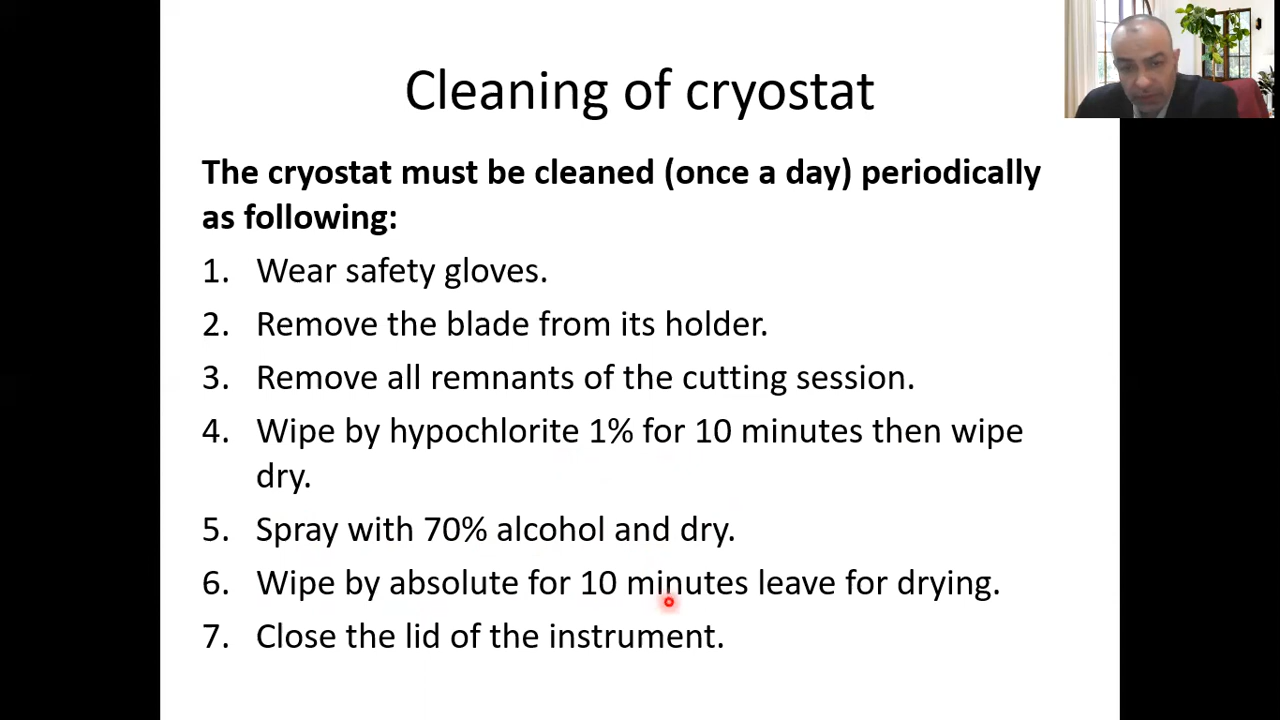 Cleaning of cryostat
The cryostat must be cleaned (once a day) periodically
as following:
1. Wear safety gloves.
2. Remove the blade from its holder.
3. Remove all remnants of the cutting session.
4. Wipe by hypochlorite 1% for 10 minutes then wipe
dry.
5. Spray with 70% alcohol and dry.
6. Wipe by absolute for 10 minutes leave for drying.
7. Close the lid of the instrument.